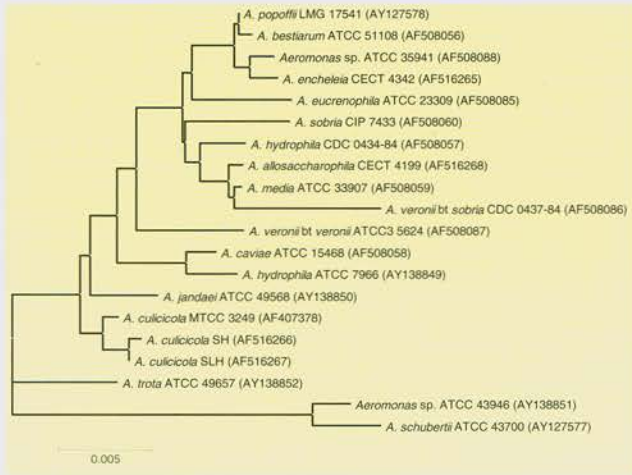 A. popoffii LMG 17541 (AY127578)
A. bestiarum ATCC 51108 (AF508056)
Aeromonas sp. ATCC 35941 (AF508088)
A. encheleia CECT 4342 (AF516265)
A. eucrenophila ATCC 23309 (AF508085)
A. sobria CIP 7433 (AF508060)
A. hydrophila CDC 0434-84 (AF508057)
A. allosaccharophila CECT 4199 (AF516268)
A. media ATCC 33907 (AF508059)
A. veronii bt sobria CDC 0437-84 (AF508086)
A. veronii bt veronii ATCC3 5624 (AF508087)
A. caviae ATCC 15468 (AF508058)
A. hydrophila ATCC 7966 (AY138849)
A. jandaei ATCC 49568 (AY138850)
A. culicicola MTCC 3249 (AF407378)
A. culicicola SH (AF516266)
A. culicicola SLH (AF516267)
A. trota ATCC 49657 (AY138852)
Aeromonas sp. ATCC 43946 (AY138851)
A. schubertii ATCC 43700 (AY127577)
0.005